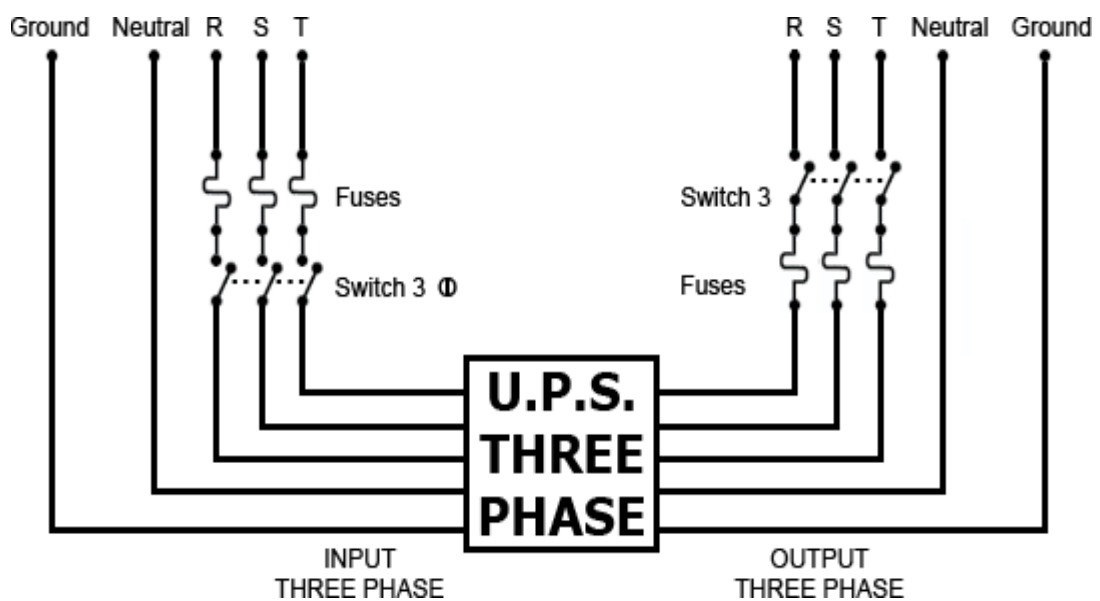 Ground Neutral R S T
R S T Neutral Ground
Fuses
Switch 3 Φ
Switch 3
Fuses
U.P.S.
THREE
PHASE
INPUT
THREE PHASE
OUTPUT
THREE PHASE